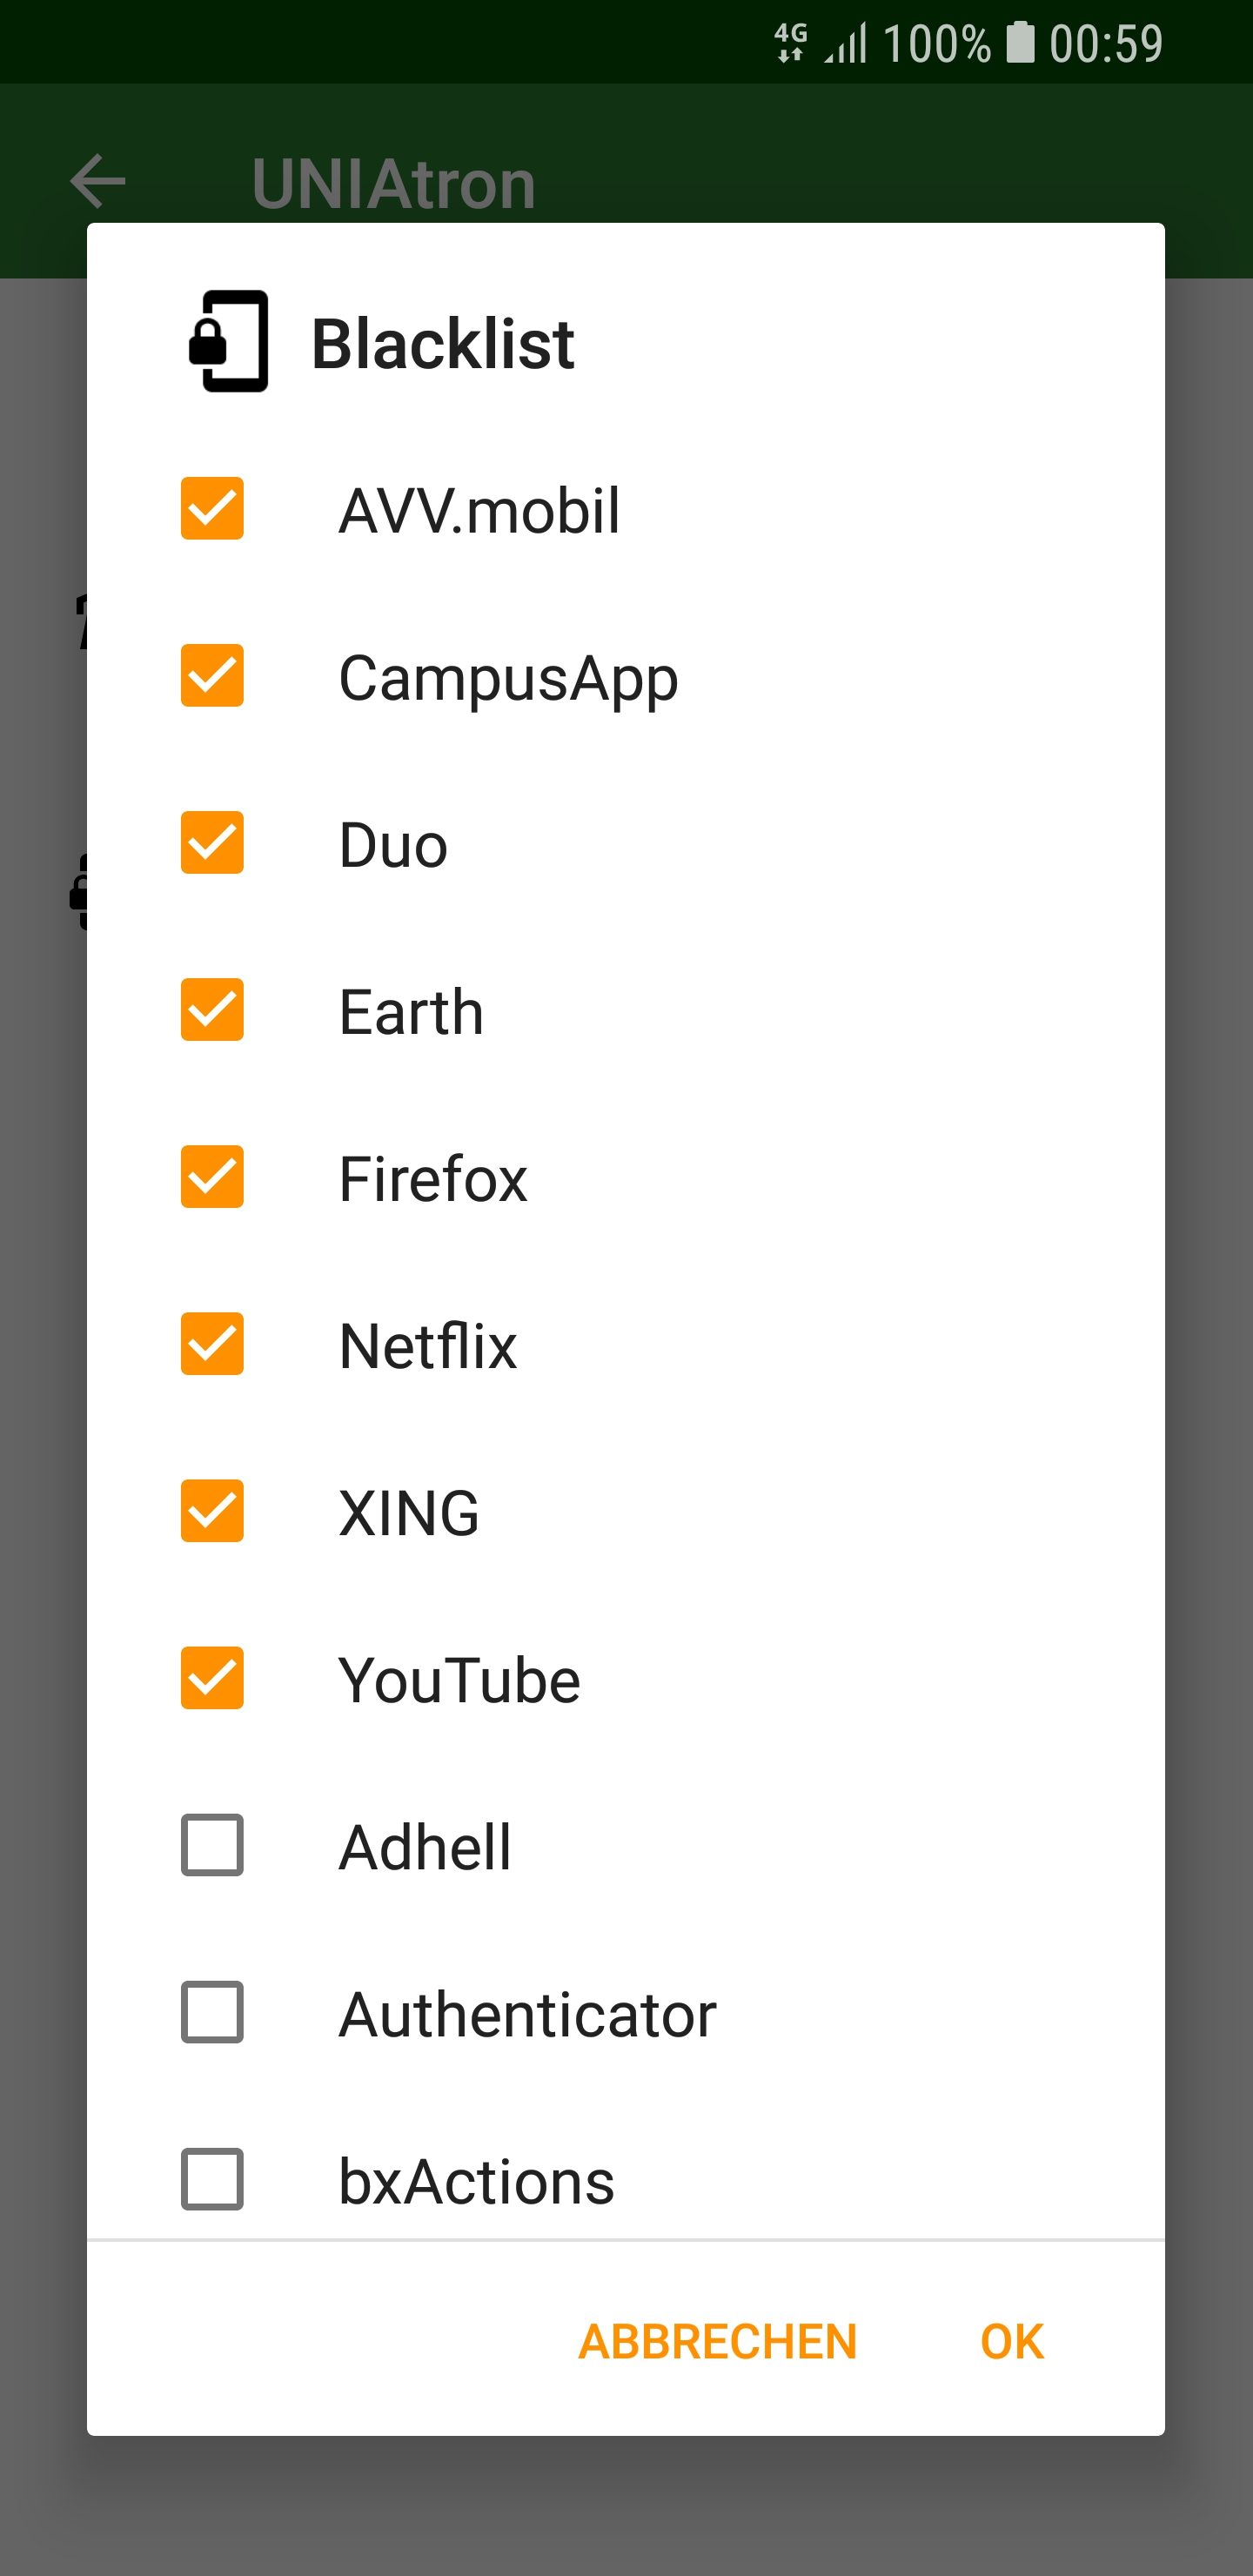 4G 100% 00:59
UNIAtron
Blacklist
AVV.mobil
CampusApp
Duo
Earth
Firefox
Netflix
XING
YouTube
Adhell
Authenticator
bxActions
ABBRECHEN OK